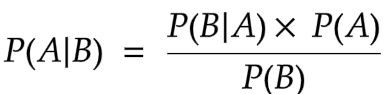 P(A|B) = P(B|A) × P(A) / P(B)